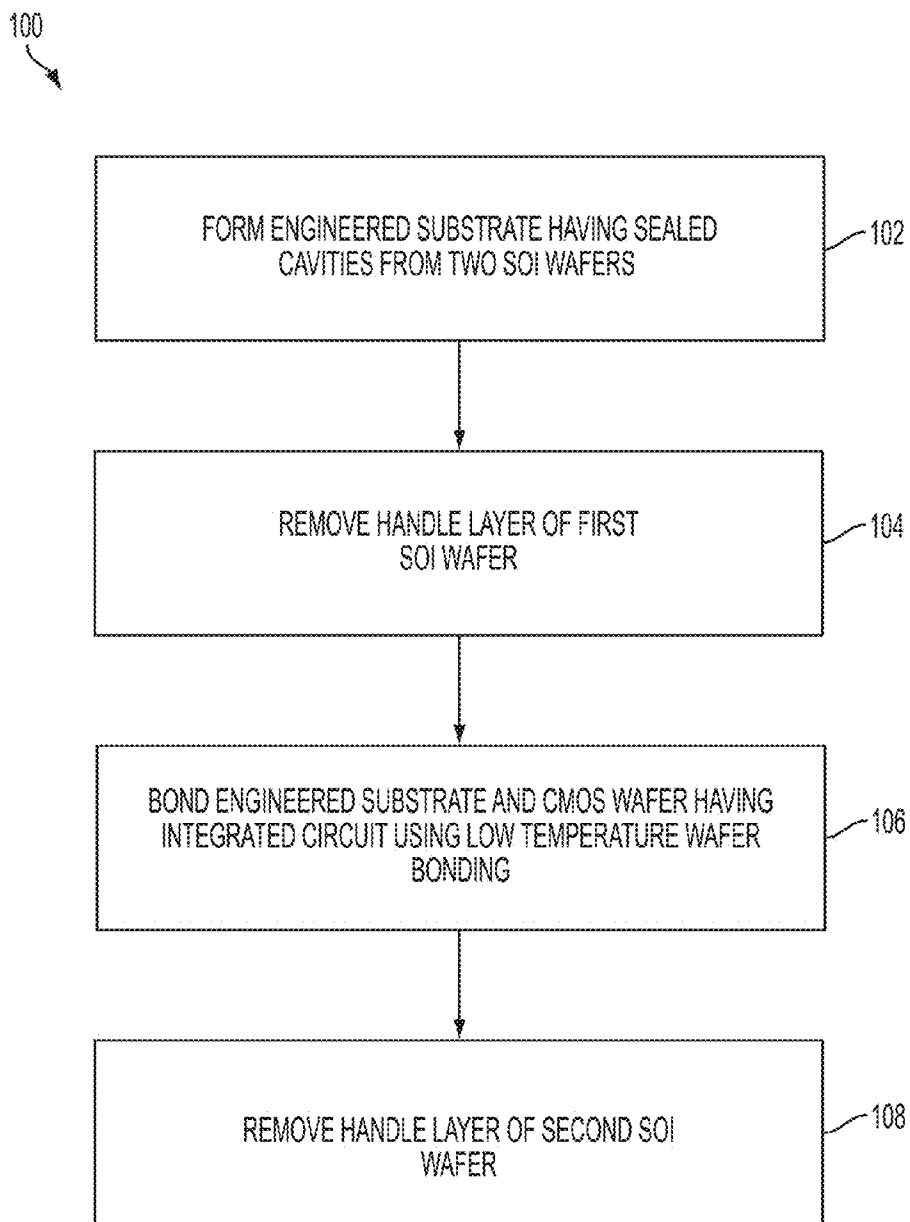 100
FORM ENGINEERED SUBSTRATE HAVING SEALED
CAVITIES FROM TWO SOI WAFERS
102
REMOVE HANDLE LAYER OF FIRST
SOI WAFER
104
BOND ENGINEERED SUBSTRATE AND CMOS WAFER HAVING
INTEGRATED CIRCUIT USING LOW TEMPERATURE WAFER
BONDING
106
REMOVE HANDLE LAYER OF SECOND SOI
WAFER
108